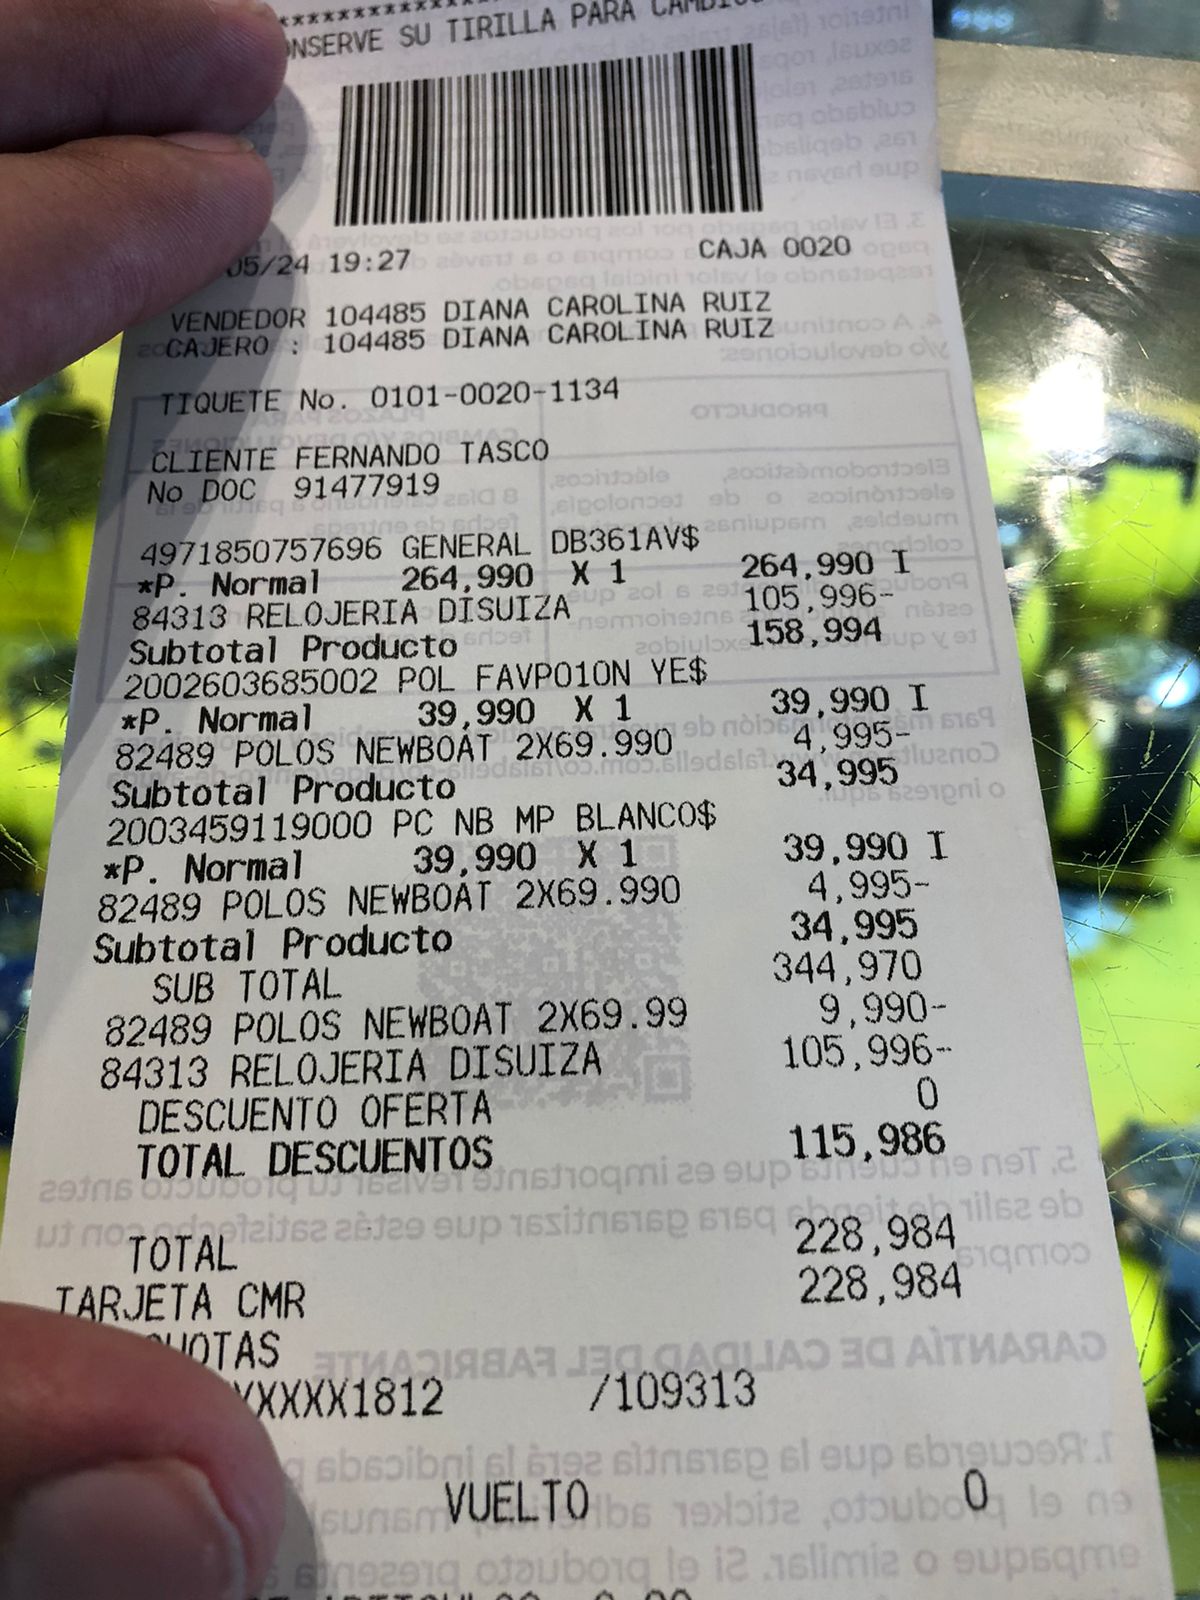 *******************
ONSERVE SU TIRILLA PARA CAMBIOS
05/24 19:27 CAJA 0020
VENDEDOR 104485 DIANA CAROLINA RUIZ
CAJERO : 104485 DIANA CAROLINA RUIZ
TIQUETE No. 0101-0020-1134
CLIENTE FERNANDO TASCO
No DOC 91477919
4971850757696 GENERAL DB361AV$
*P. Normal 264,990 X 1 264,990 I
84313 RELOJERIA DISUIZA 105,996-
Subtotal Producto 158,994
2002603685002 POL FAVP010N YE$
*P. Normal 39,990 X 1 39,990 I
82489 POLOS NEWBOAT 2X69.990 4,995-
Subtotal Producto 34,995
2003459119000 PC NB MP BLANCO$
*P. Normal 39,990 X 1 39,990 I
82489 POLOS NEWBOAT 2X69.990 4,995-
Subtotal Producto 34,995
SUB TOTAL 344,970
82489 POLOS NEWBOAT 2X69.99 9,990-
84313 RELOJERIA DISUIZA 105,996-
DESCUENTO OFERTA 0
TOTAL DESCUENTOS 115,986
TOTAL 228,984
TARJETA CMR 228,984
UOTAS
XXXXX1812 /109313
VUELTO 0